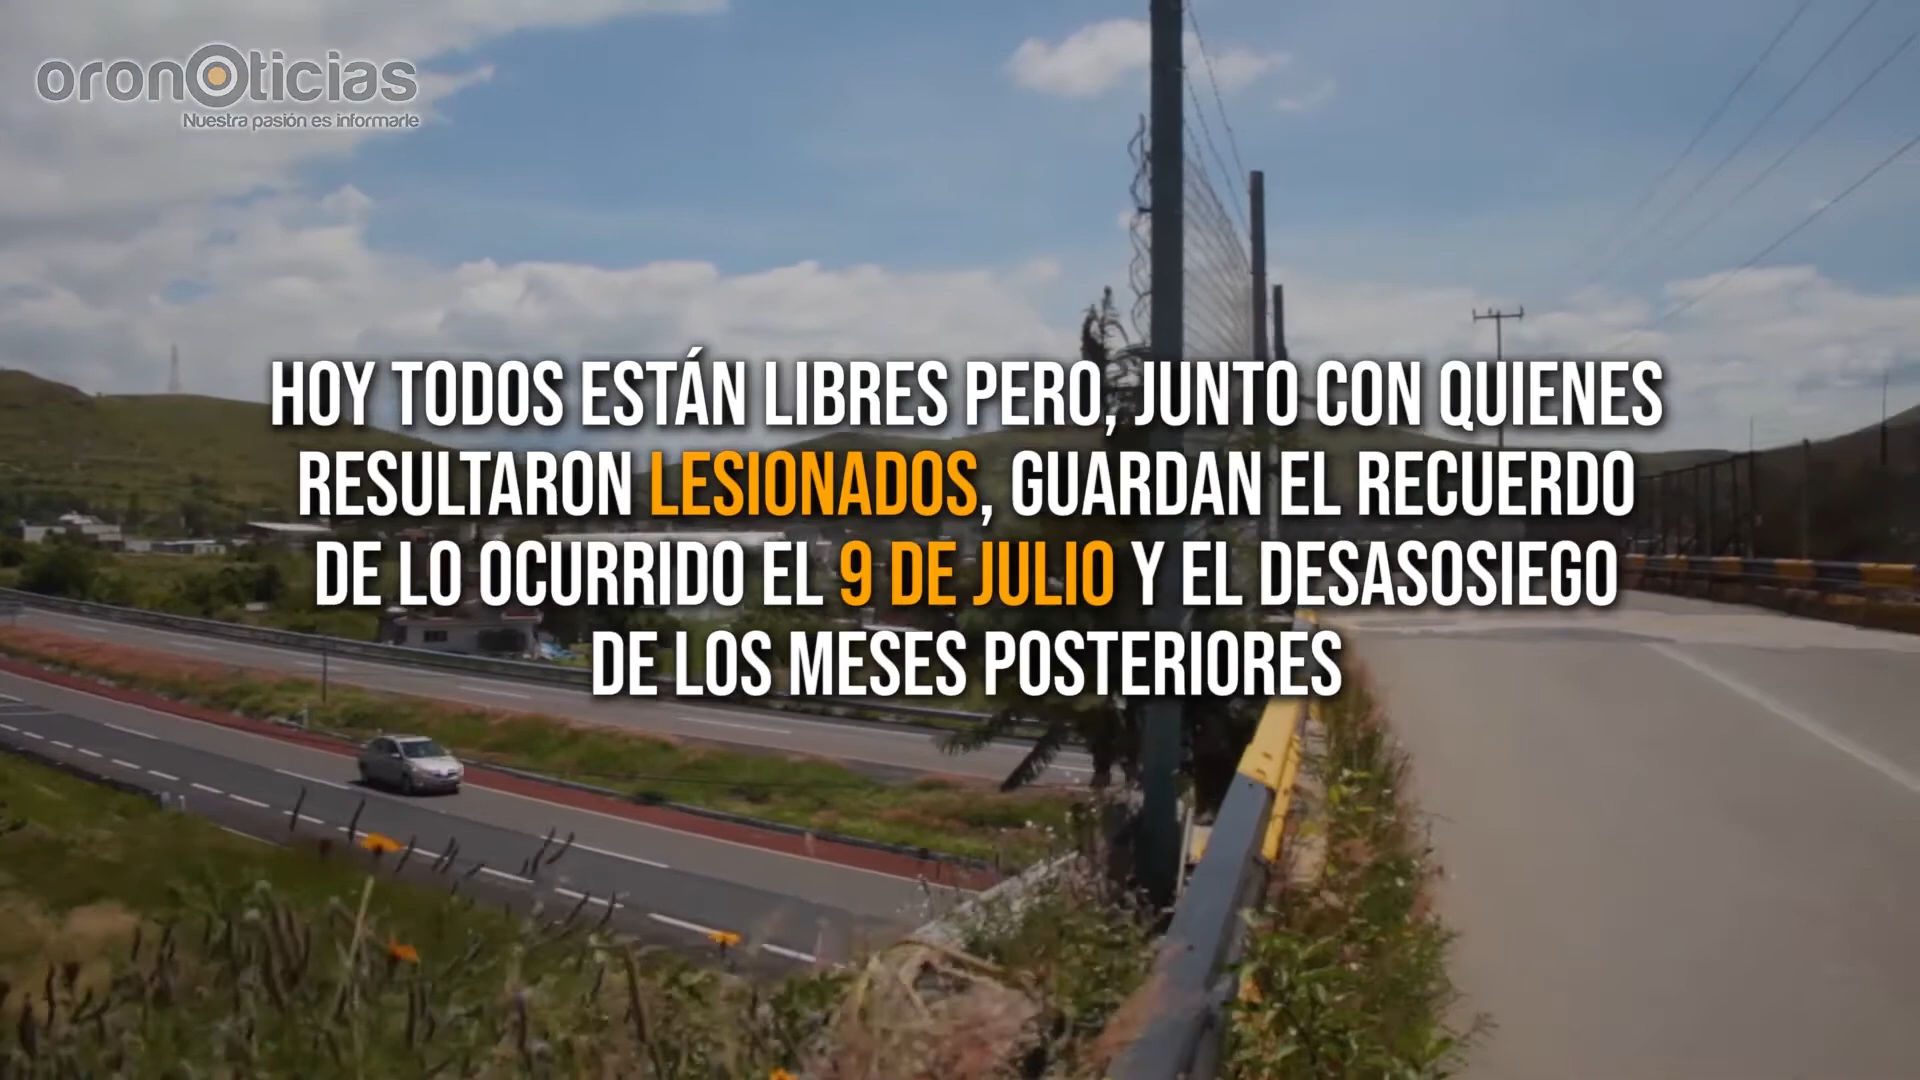 oronoticias
Nuestra pasión es informarle
HOY TODOS ESTÁN LIBRES PERO, JUNTO CON QUIENES
RESULTARON LESIONADOS, GUARDAN EL RECUERDO
DE LO OCURRIDO EL 9 DE JULIO Y EL DESASOSIEGO
DE LOS MESES POSTERIORES